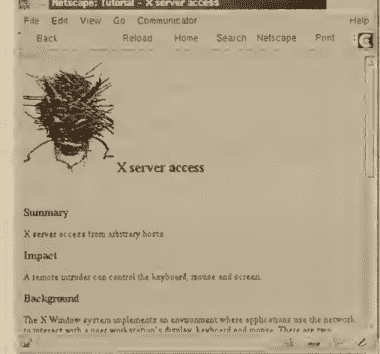 Netscape: Tutorial - X server access
File Edit View Go Communicator Help
Back Reload Home Search Netscape Print
X server access
Summary
X server access from arbitrary hosts
Impact
A remote intruder can control the keyboard, mouse and screen.
Background
The X Window system implements an environment where applications use the network
to interact with a user workstation's display, keyboard and mouse. There are two